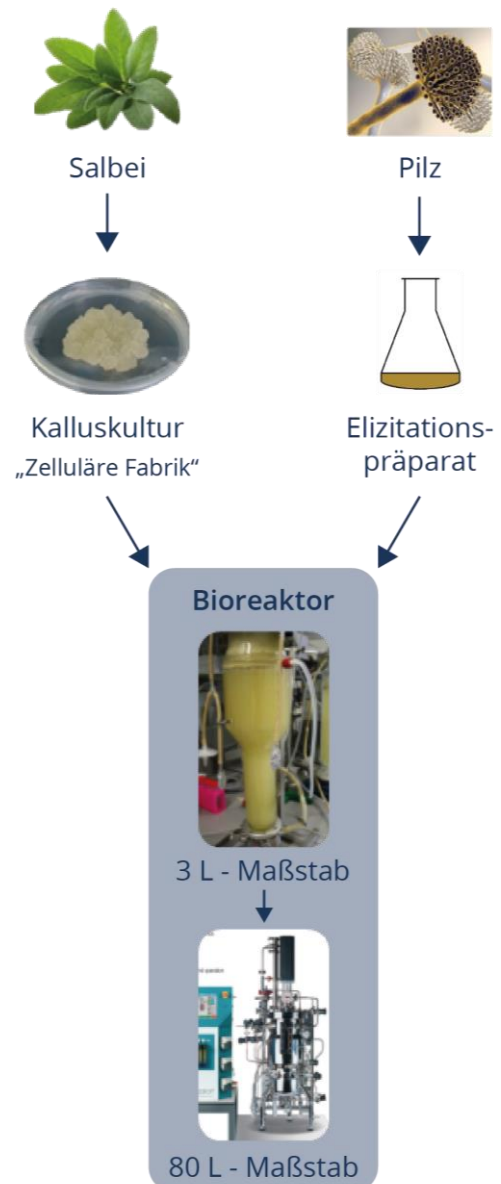 Salbei
Pilz
Kalluskultur
„Zelluläre Fabrik“
Elizitations-
präparat
Bioreaktor
3 L - Maßstab
80 L - Maßstab